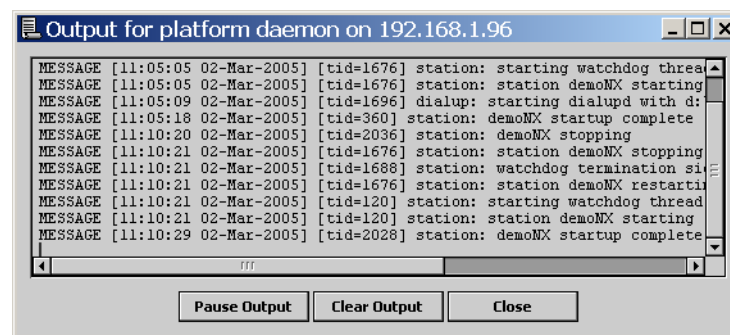 Output for platform daemon on 192.168.1.96
MESSAGE [11:05:05 02-Mar-2005] [tid=1676] station: starting watchdog
MESSAGE [11:05:05 02-Mar-2005] [tid=1676] station: station demoNX starting
MESSAGE [11:05:09 02-Mar-2005] [tid=1696] dialup: starting dialupd with d:
MESSAGE [11:05:18 02-Mar-2005] [tid=360] station: demoNX startup complete
MESSAGE [11:10:20 02-Mar-2005] [tid=2036] station: demoNX stopping
MESSAGE [11:10:21 02-Mar-2005] [tid=1676] station: station demoNX stopping
MESSAGE [11:10:21 02-Mar-2005] [tid=1688] station: watchdog termination
MESSAGE [11:10:21 02-Mar-2005] [tid=1676] station: station demoNX
MESSAGE [11:10:21 02-Mar-2005] [tid=120] station: starting watchdog thread
MESSAGE [11:10:21 02-Mar-2005] [tid=120] station: station demoNX starting
MESSAGE [11:10:29 02-Mar-2005] [tid=2028] station: demoNX startup complete
Pause Output
Clear Output
Close